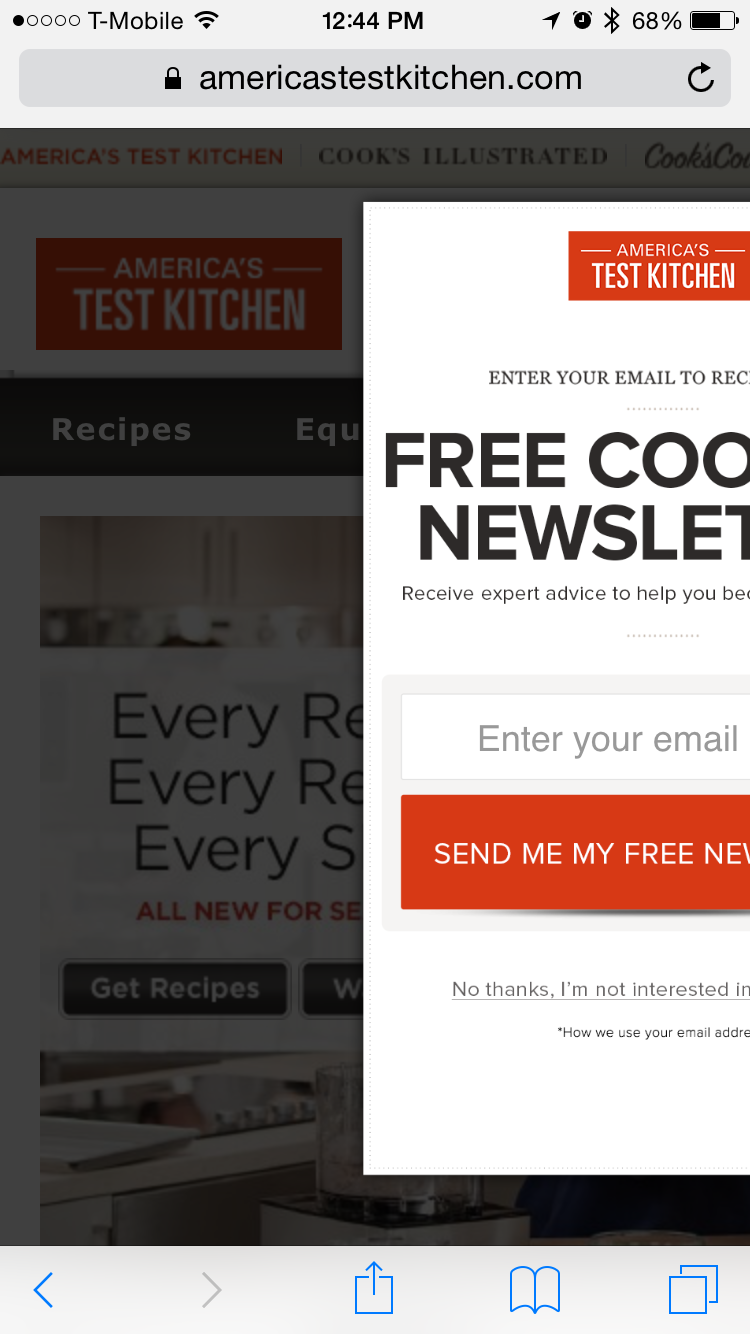 T-Mobile 12:44 PM 68%
americastestkitchen.com
AMERICA'S TEST KITCHEN COOK'S ILLUSTRATED Cook's Cou
AMERICA'S
TEST KITCHEN
AMERICA'S
TEST KITCHEN
Recipes Equ
ENTER YOUR EMAIL TO RECE
FREE COO
NEWSLET
Receive expert advice to help you bec
Enter your email
SEND ME MY FREE NEW
No thanks, I'm not interested in
*How we use your email addre
Every Re
Every Re
Every S
ALL NEW FOR SE
Get Recipes W